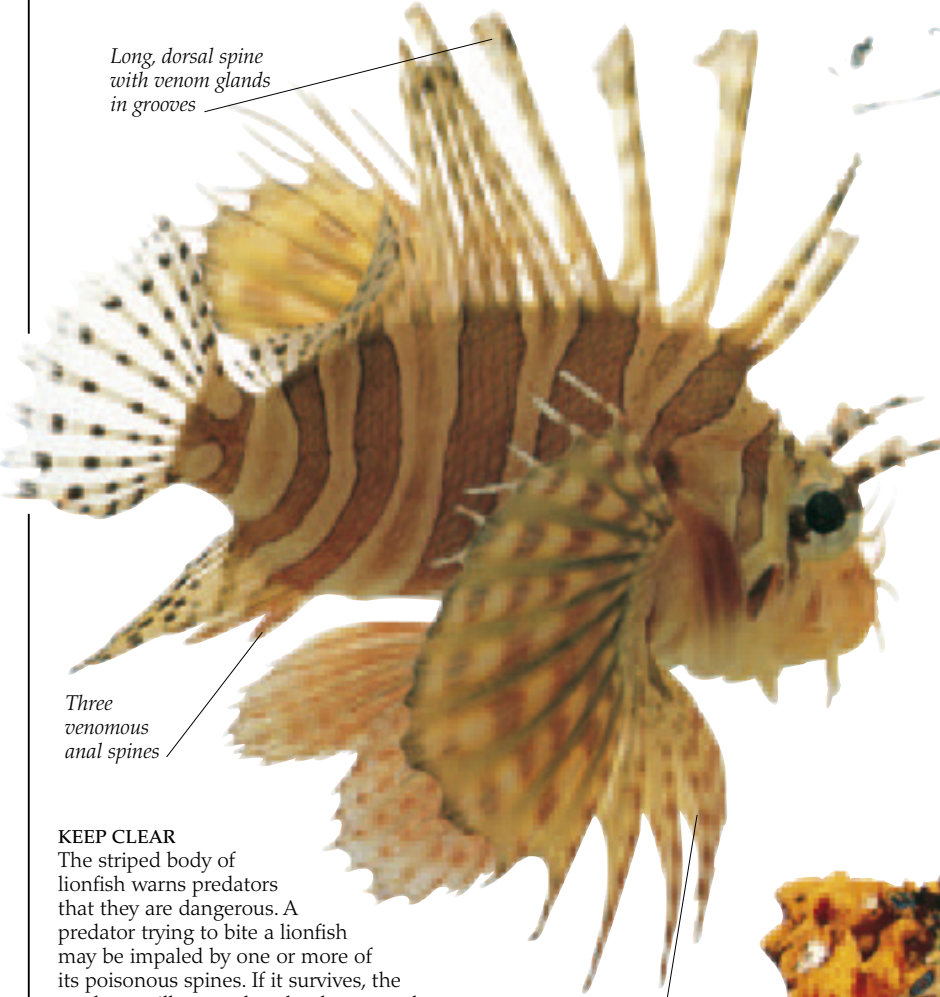 Long, dorsal spine
with venom glands
in grooves
Three
venomous
anal spines
KEEP CLEAR
The striped body of
lionfish warns predators
that they are dangerous. A
predator trying to bite a lionfish
may be impaled by one or more of
its poisonous spines. If it survives, the